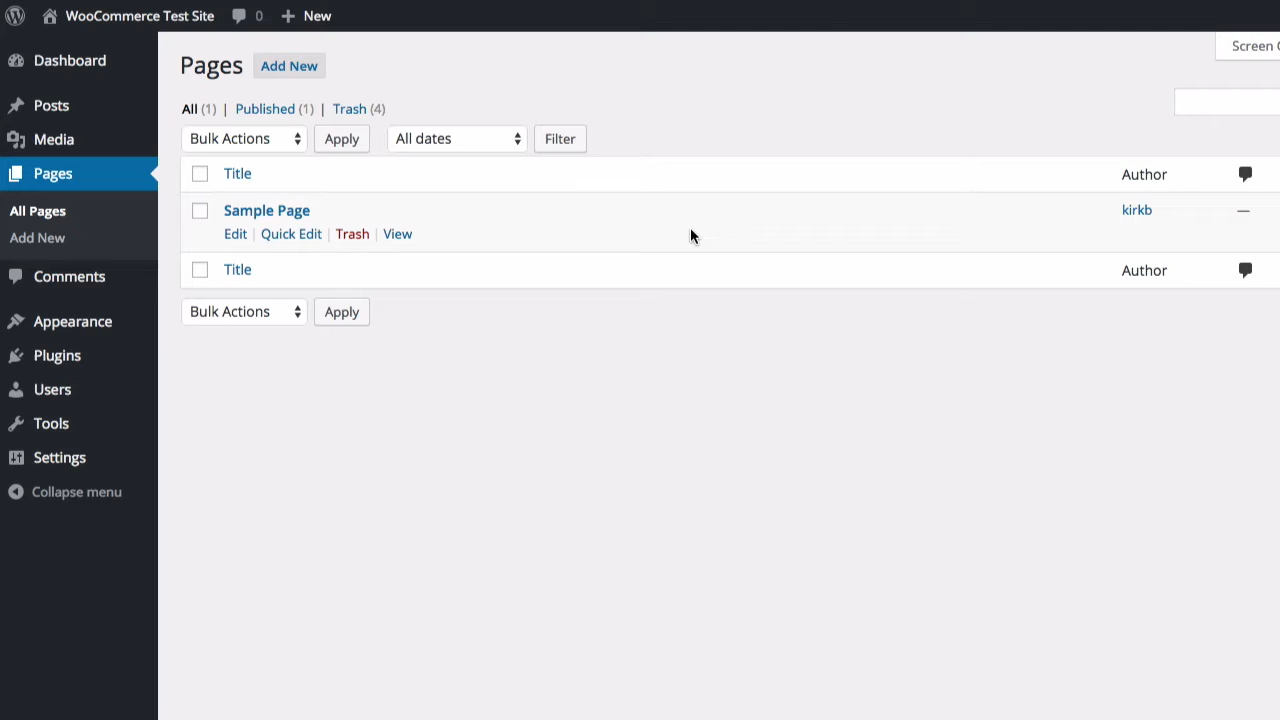 WooCommerce Test Site 0 New
Screen
Dashboard
Posts
Media
Pages
All Pages
Add New
Comments
Appearance
Plugins
Users
Tools
Settings
Collapse menu
Pages Add New
All (1) | Published (1) | Trash (4)
Bulk Actions Apply All dates Filter
Title Author
Sample Page kirkb —
Edit | Quick Edit | Trash | View
Title Author
Bulk Actions Apply